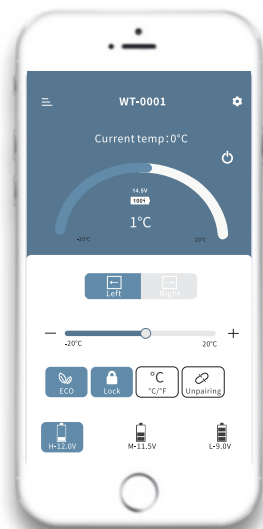 WT-0001
Current temp:0°C
14.5V
100%
1°C
-20°C
20°C
Left
Right
-20°C
20°C
ECO
Lock
°C
°C/°F
Unpairing
H-12.0V
M-11.5V
L-9.0V